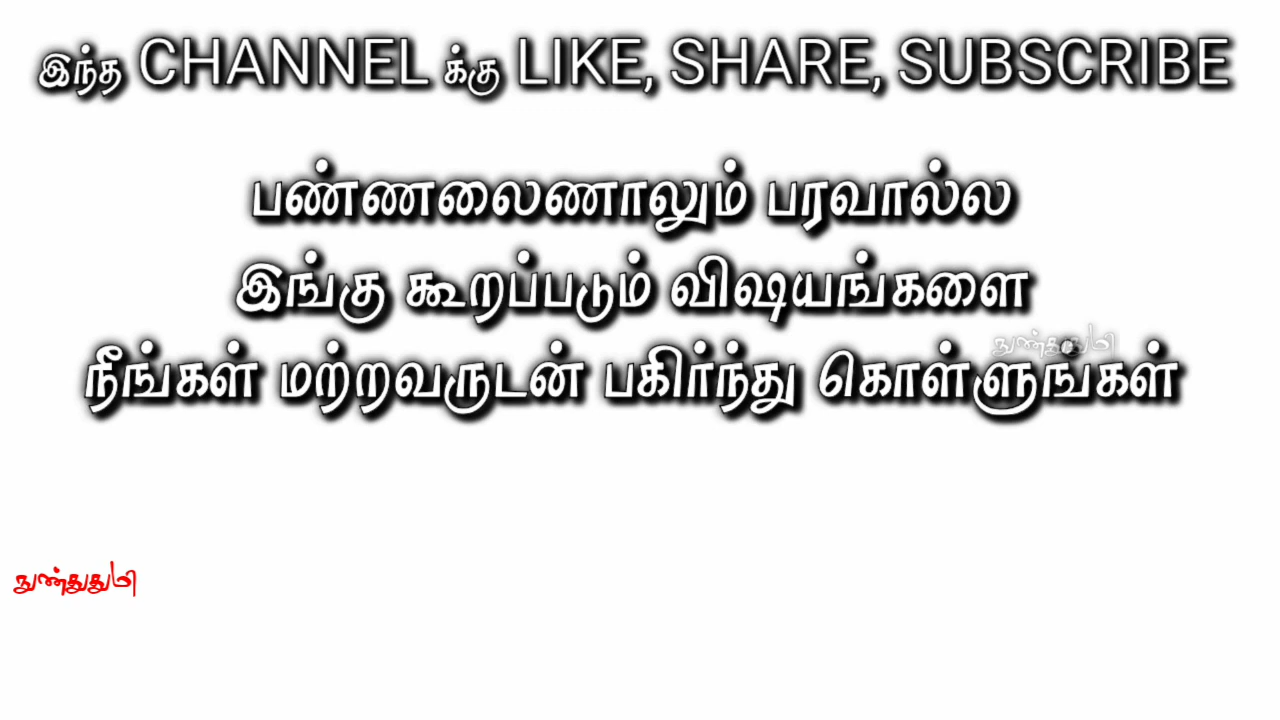 இந்த CHANNEL க்கு LIKE, SHARE, SUBSCRIBE
பண்ணலைணாலும் பரவால்ல
இங்கு கூறப்படும் விஷயங்களை
நுண்துதுமி
நீங்கள் மற்றவருடன் பகிர்ந்து கொள்ளுங்கள்
நுண்துதுமி